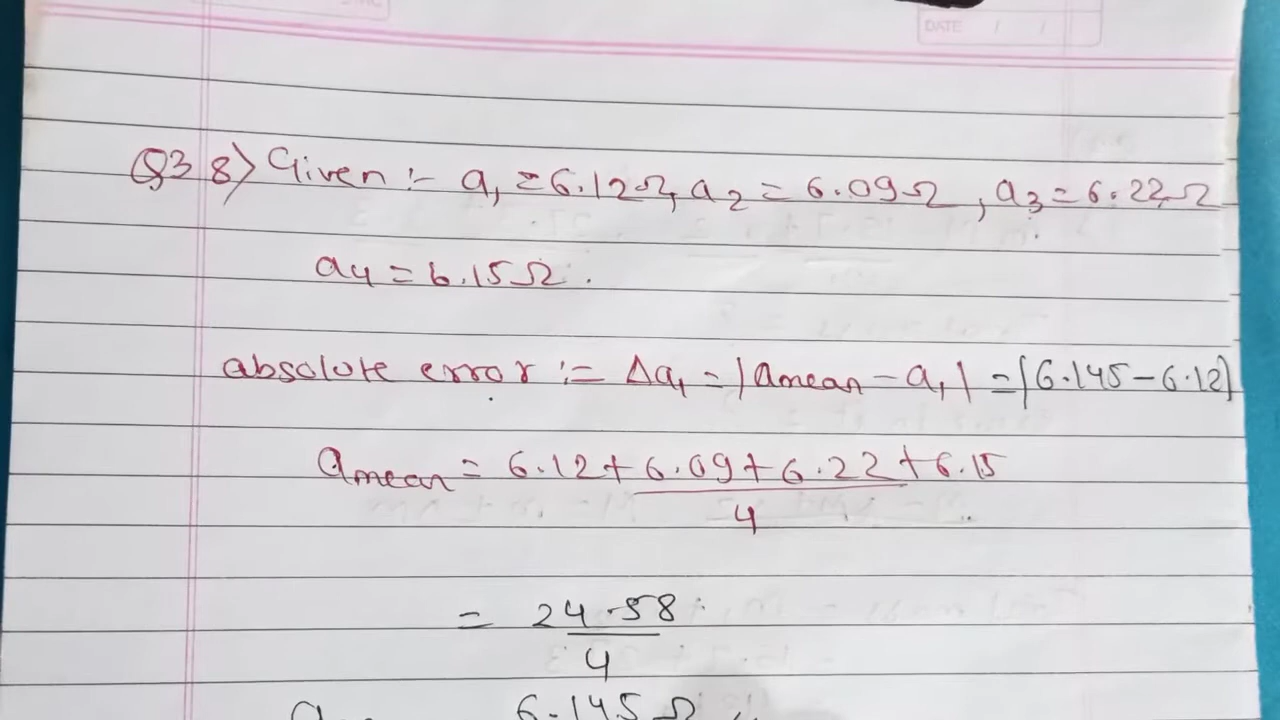 DATE / /
Q3 8) Given :- a₁ = 6.12Ω, a₂ = 6.09Ω, a₃ = 6.22Ω
a4 = 6.15Ω.
absolute error := Δa₁ = |amean - a₁| = |6.145 - 6.12|
amean = 6.12 + 6.09 + 6.22 + 6.15
4
= 24.58
4
6.145 Ω